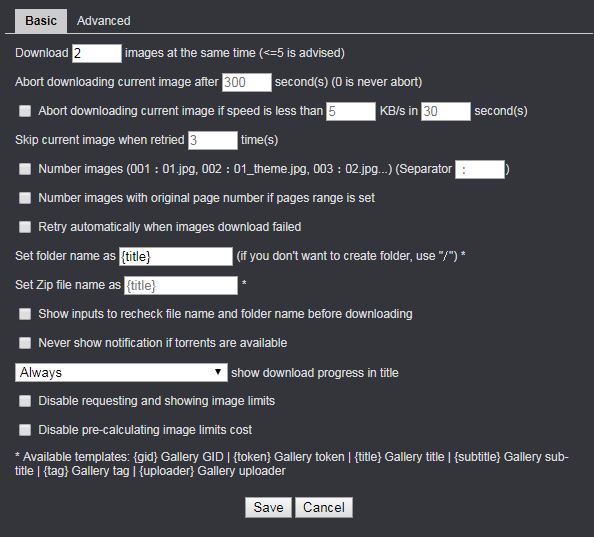 Basic Advanced
Download 2 images at the same time (<=5 is advised)
Abort downloading current image after 300 second(s) (0 is never abort)
Abort downloading current image if speed is less than 5 KB/s in 30 second(s)
Skip current image when retried 3 time(s)
Number images (001：01.jpg, 002：01_theme.jpg, 003：02.jpg...) (Separator ： )
Number images with original page number if pages range is set
Retry automatically when images download failed
Set folder name as {title} (if you don't want to create folder, use "/") *
Set Zip file name as {title} *
Show inputs to recheck file name and folder name before downloading
Never show notification if torrents are available
Always show download progress in title
Disable requesting and showing image limits
Disable pre-calculating image limits cost
* Available templates: {gid} Gallery GID | {token} Gallery token | {title} Gallery title | {subtitle} Gallery sub-
title | {tag} Gallery tag | {uploader} Gallery uploader
Save Cancel